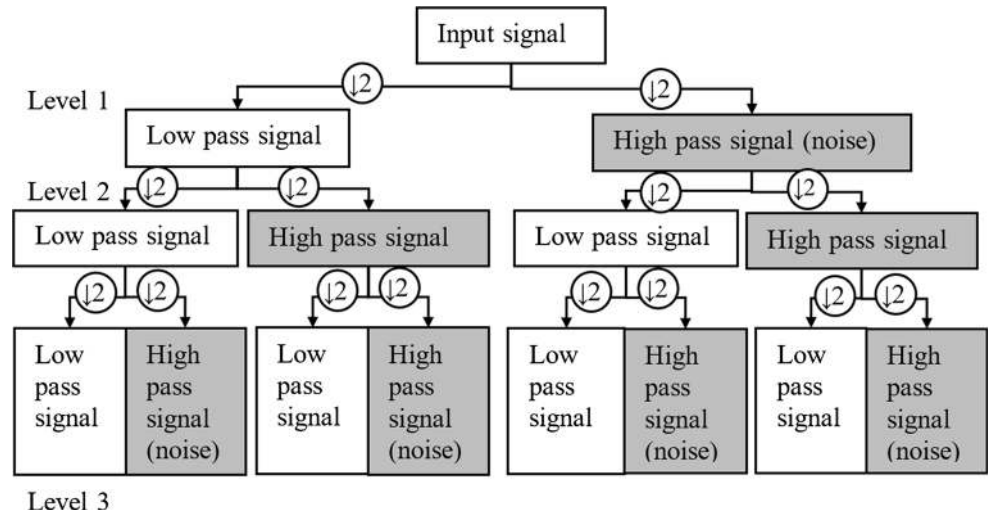 Input signal
↓2
↓2
Level 1
Low pass signal
High pass signal (noise)
↓2
↓2
↓2
↓2
Level 2
Low pass signal
High pass signal
Low pass signal
High pass signal
↓2
↓2
↓2
↓2
↓2
↓2
↓2
↓2
Low
pass
signal
High
pass
signal
(noise)
Low
pass
signal
High
pass
signal
(noise)
Low
pass
signal
High
pass
signal
(noise)
Low
pass
signal
High
pass
signal
(noise)
Level 3